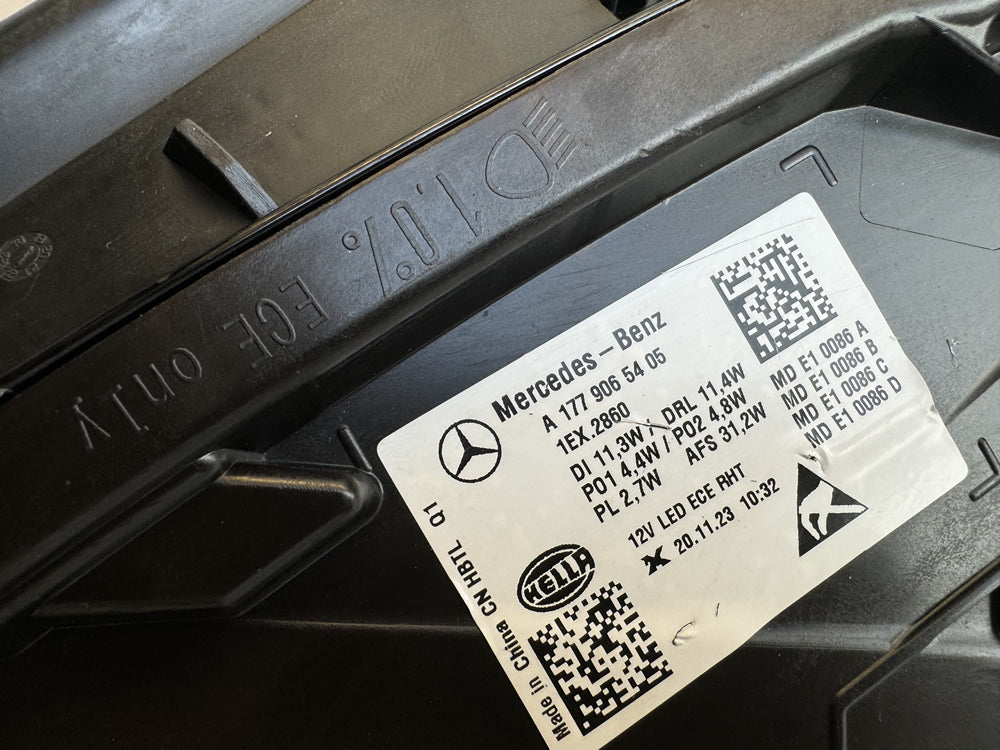 1.0% ECE only
L
Mercedes-Benz
A 177 906 54 05
1EX.2860
DI 11,3W / DRL 11,4W
PO1 4,4W / PO2 4,8W
PL 2,7W AFS 31,2W
12V LED ECE RHT
20.11.23 10:32
MD E1 0086 A
MD E1 0086 B
MD E1 0086 C
MD E1 0086 D
HELLA
Made in China CN HBTL Q1